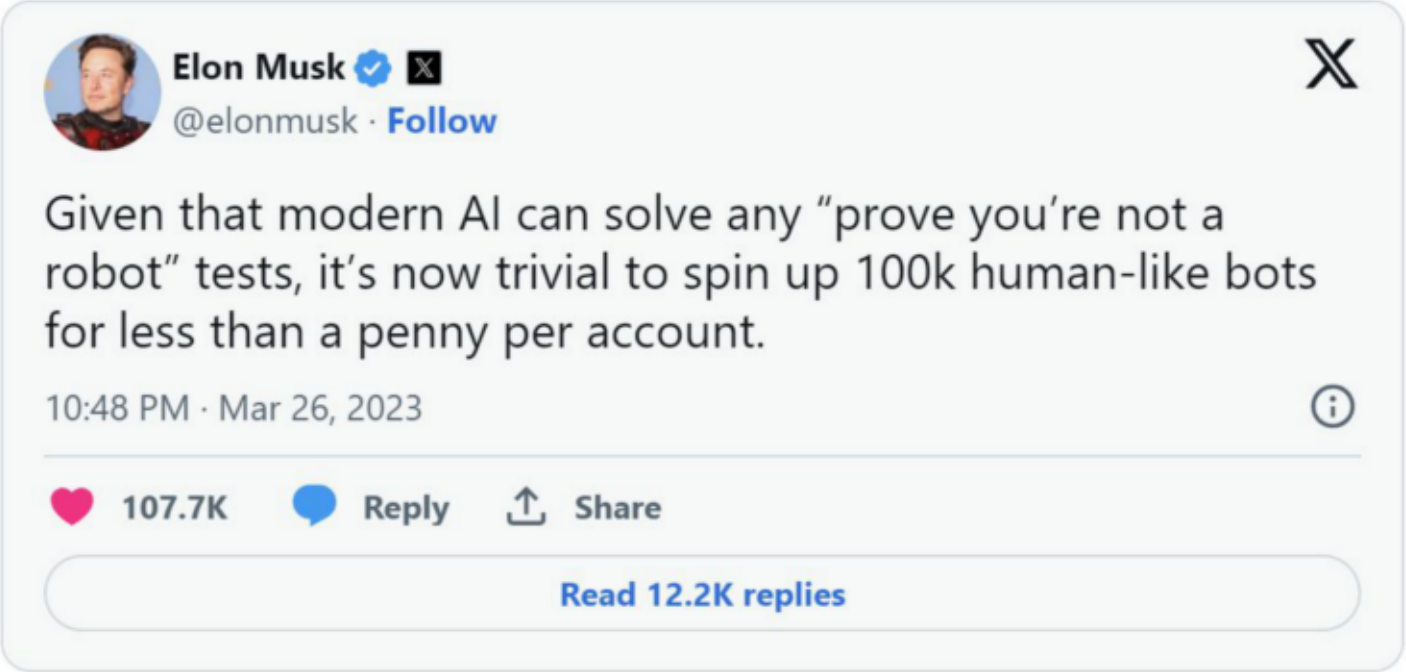 Elon Musk
@elonmusk · Follow
Given that modern AI can solve any “prove you’re not a
robot” tests, it’s now trivial to spin up 100k human-like bots
for less than a penny per account.
10:48 PM · Mar 26, 2023
107.7K Reply Share
Read 12.2K replies